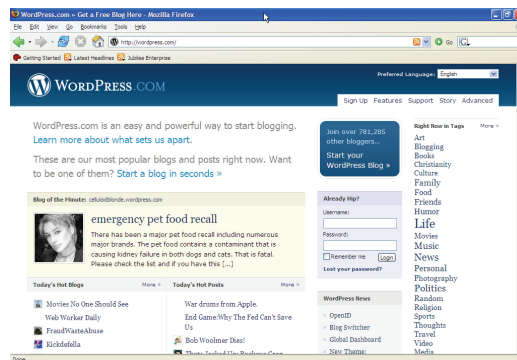 WordPress.com » Get a Free Blog Here - Mozilla Firefox
File Edit View Go Bookmarks Tools Help
http://wordpress.com/
Go
Getting Started Latest Headlines Jubilee Enterprise
Preferred Language: English
WORDPRESS.COM
Sign Up Features Support Story Advanced
WordPress.com is an easy and powerful way to start blogging.
Learn more about what sets us apart.
These are our most popular blogs and posts right now. Want
to be one of them? Start a blog in seconds »
Join over 781,285
other bloggers...
Start your
WordPress Blog »
Blog of the Minute: celluloidblonde.wordpress.com
emergency pet food recall
There has been a major pet food recall including numerous
major brands. The pet food contains a contaminant that is
causing kidney failure in both dogs and cats. That is fatal.
Please check the list and if you have this [...]
Today's Hot Blogs More »
Movies No One Should See
Web Worker Daily
FraudWasteAbuse
Kickdefella
Today's Hot Posts More »
War drums from Apple.
End Game:Why The Fed Can't Save
Us
Bob Woolmer Dies!
Already Hip?
Username:
Password:
Remember me Login
Lost your password?
WordPress News
OpenID
Blog Switcher
Global Dashboard
New Theme:
Right Now in Tags More »
Art
Blogging
Books
Christianity
Culture
Family
Food
Friends
Humor
Life
Movies
Music
News
Personal
Photography
Politics
Random
Religion
Sports
Thoughts
Travel
Video
Media
Done